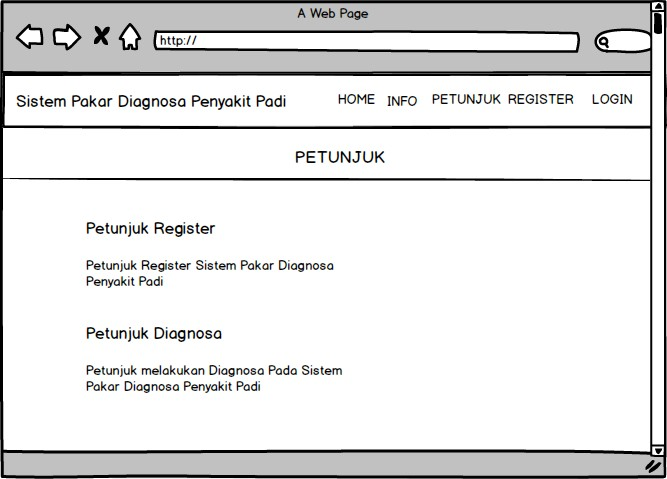 A Web Page
http://
Sistem Pakar Diagnosa Penyakit Padi HOME INFO PETUNJUK REGISTER LOGIN
PETUNJUK
Petunjuk Register
Petunjuk Register Sistem Pakar Diagnosa
Penyakit Padi
Petunjuk Diagnosa
Petunjuk melakukan Diagnosa Pada Sistem
Pakar Diagnosa Penyakit Padi